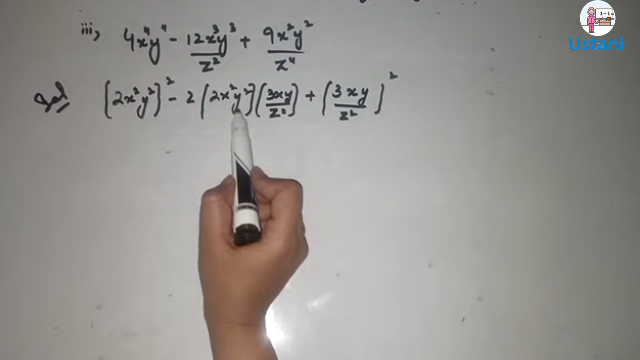 iii, 4x⁴y⁴ - 12x³y³/z² + 9x²y²/z⁴
Sol (2x²y²)² - 2(2x²y²)(3xy/z²) + (3xy/z²)²
Ustani